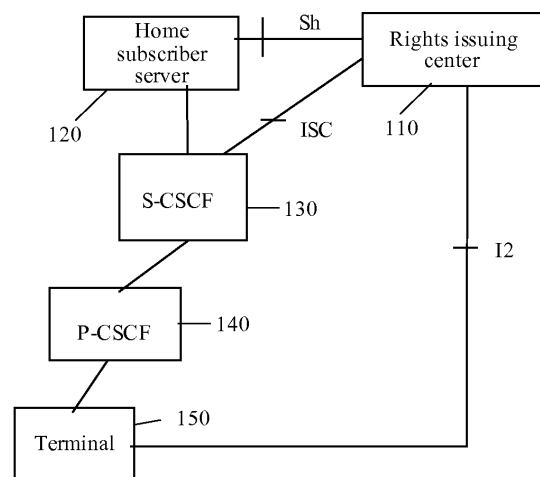 Home
subscriber
server
Sh
Rights issuing
center
120
ISC
110
S-CSCF
130
I2
P-CSCF
140
150
Terminal